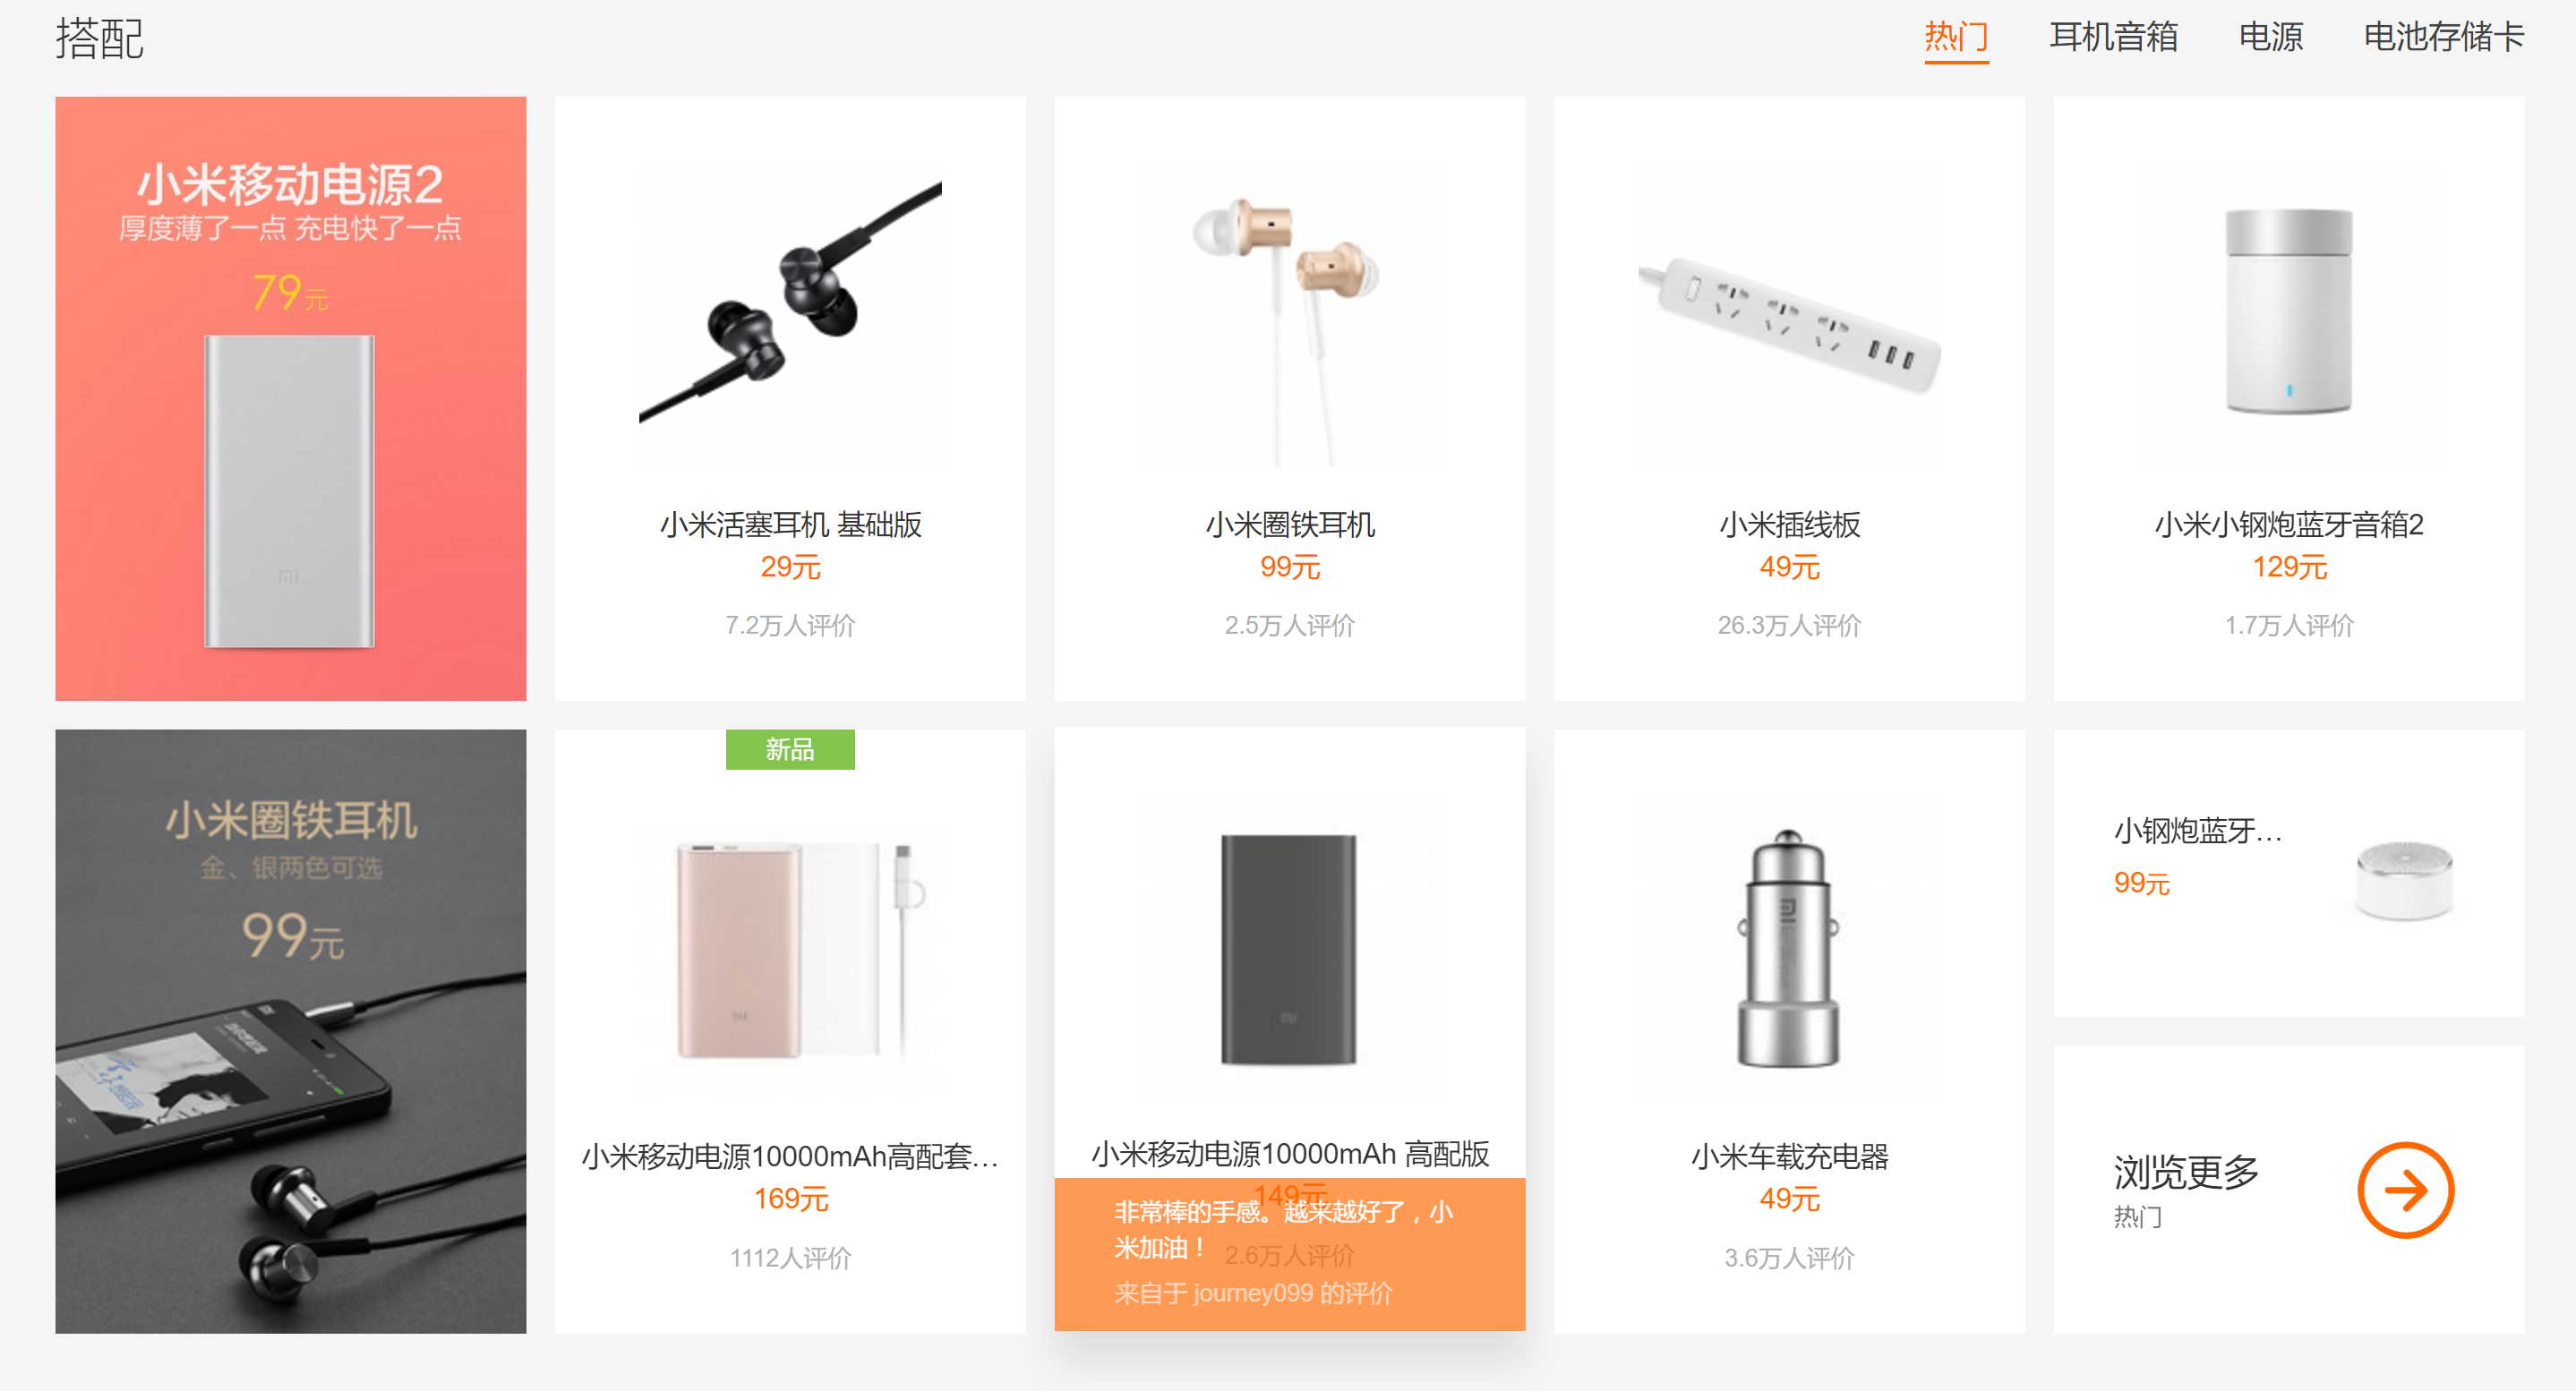 搭配
热门 耳机音箱 电源 电池存储卡
小米移动电源2
厚度薄了一点 充电快了一点
79元
小米活塞耳机 基础版
29元
7.2万人评价
小米圈铁耳机
99元
2.5万人评价
小米插线板
49元
26.3万人评价
小米小钢炮蓝牙音箱2
129元
1.7万人评价
小米圈铁耳机
金、银两色可选
99元
新品
小米移动电源10000mAh高配套...
169元
1112人评价
小米移动电源10000mAh 高配版
149元
非常棒的手感。越来越好了，小
米加油！
2.6万人评价
来自于 journey099 的评价
小米车载充电器
49元
3.6万人评价
小钢炮蓝牙...
99元
浏览更多
热门